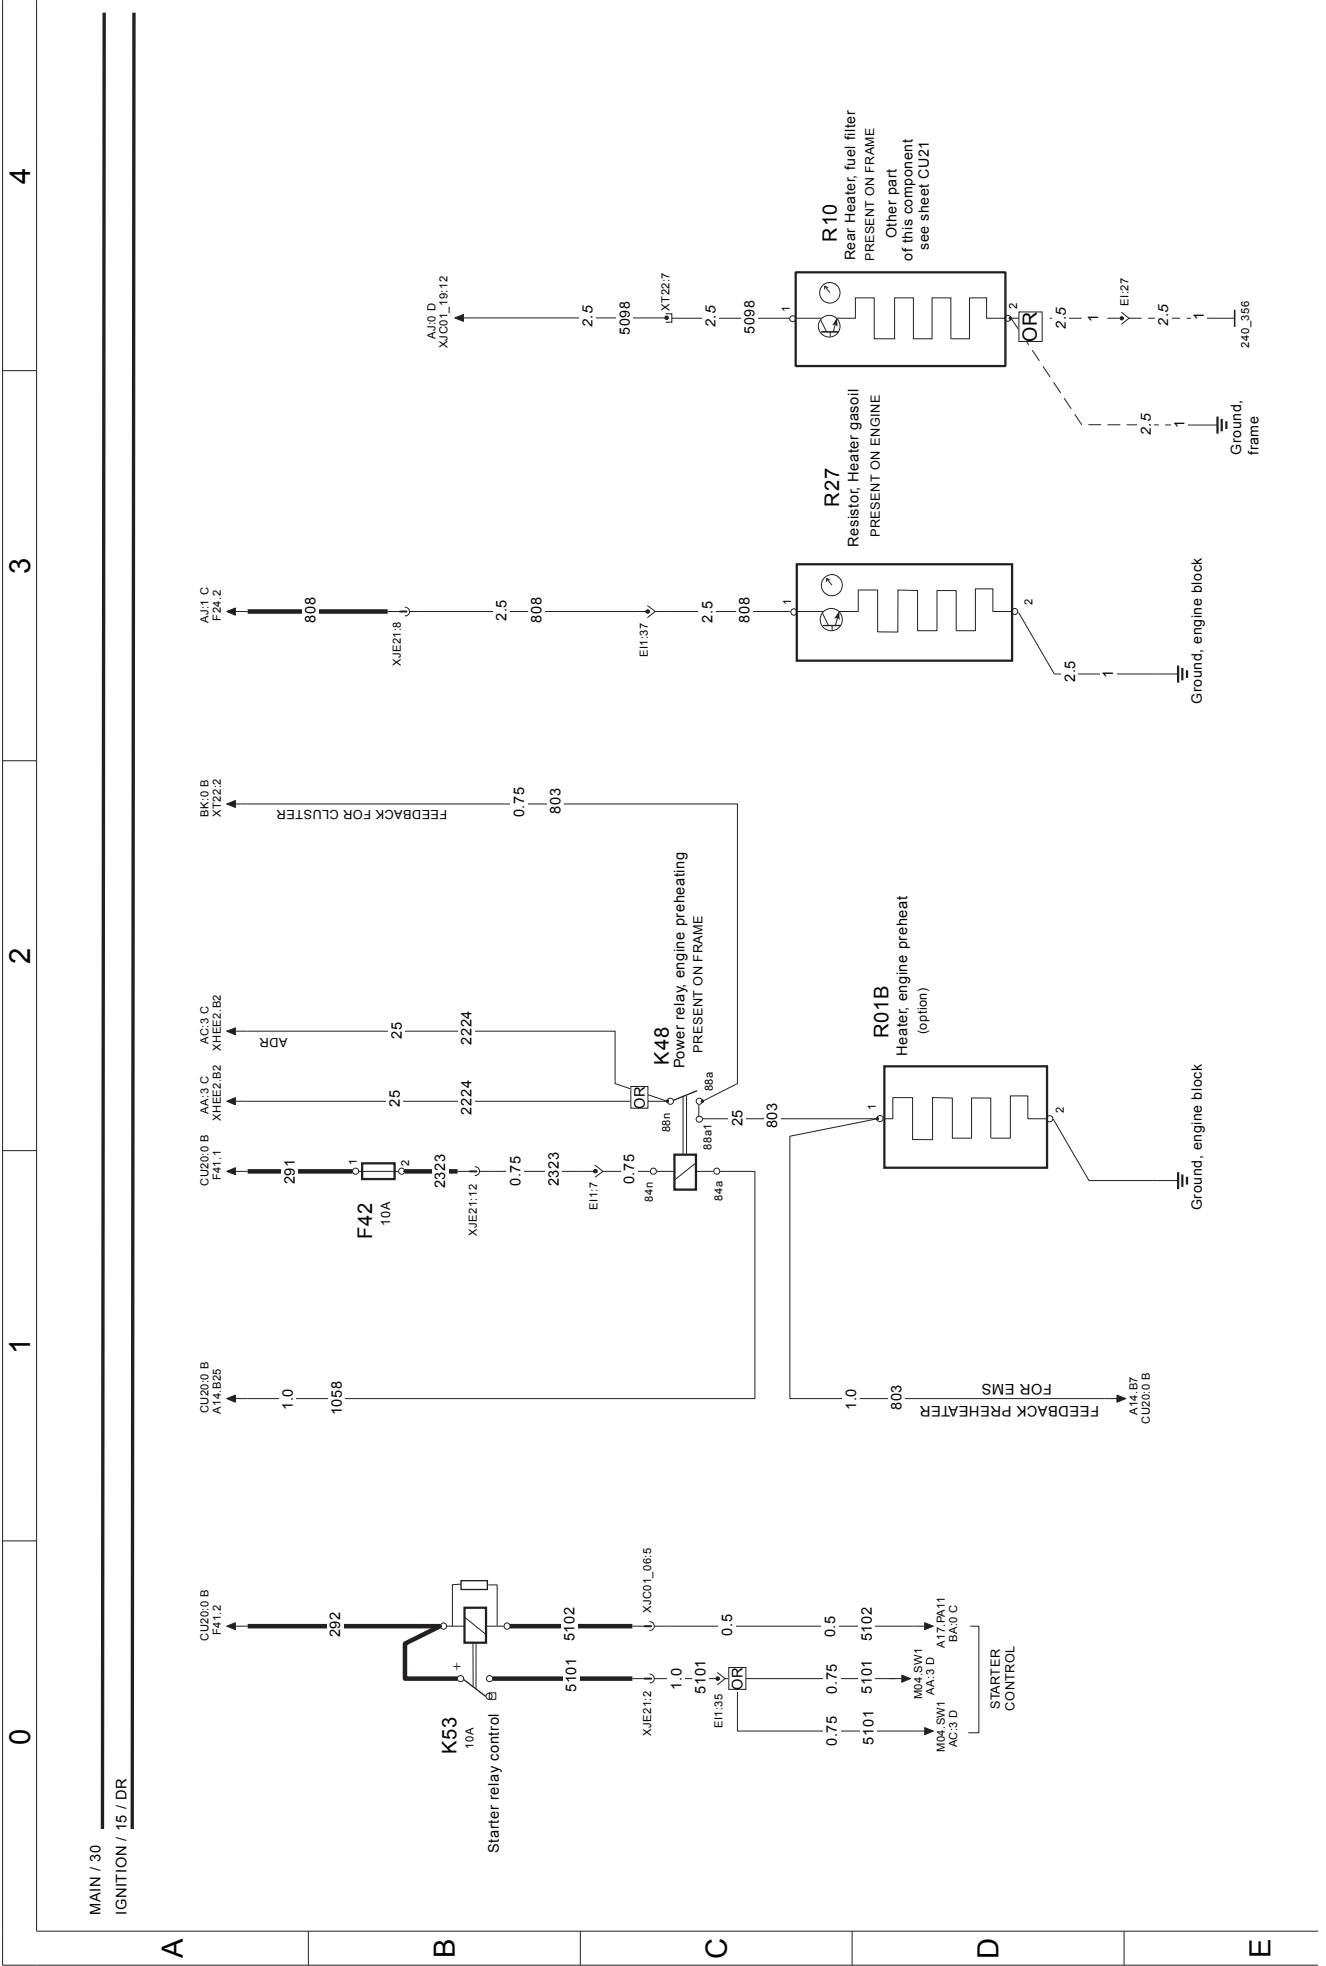 0
1
2
3
4
A
B
C
D
E
MAIN / 30
IGNITION / 15 / DR
CU20:0 B
F41.2
292
K53
10A
Starter relay control
+
5101
5102
XJE21:2
XJC01_06:5
1.0
5101
EI1:35
OR
0.5
0.75
0.75
0.5
5101
5101
5102
M04.SW1
AC:3 D
M04.SW1
AA:3 D
A17.PA11
BA:0 C
STARTER
CONTROL
CU20:0 B
A14.B25
1.0
1058
CU20:0 B
F41.1
291
F42
10A
1
2
2323
XJE21:12
0.75
2323
EI1:7
0.75
84n
84a
AA:3 C
XHEE2.B2
25
2224
AC:3 C
XHEE2.B2
ADR
25
2224
OR
88n
88a
88a1
K48
Power relay, engine preheating
PRESENT ON FRAME
25
803
BK:0 B
XT22:2
FEEDBACK FOR CLUSTER
0.75
803
1.0
803
FEEDBACK PREHEATER
FOR EMS
A14.B7
CU20:0 B
R01B
Heater, engine preheat
(option)
1
2
Ground, engine block
AJ:1 C
F24.2
808
XJE21:8
2.5
808
EI1:37
2.5
808
R27
Resistor, Heater gasoil
PRESENT ON ENGINE
1
2
2.5
1
Ground, engine block
AJ:0 D
XJC01_19:12
2.5
5098
XT22:7
2.5
5098
R10
Rear Heater, fuel filter
PRESENT ON FRAME
Other part
of this component
see sheet CU21
1
2
OR
2.5
1
EI:27
2.5
1
240_356
2.5
1
Ground,
frame